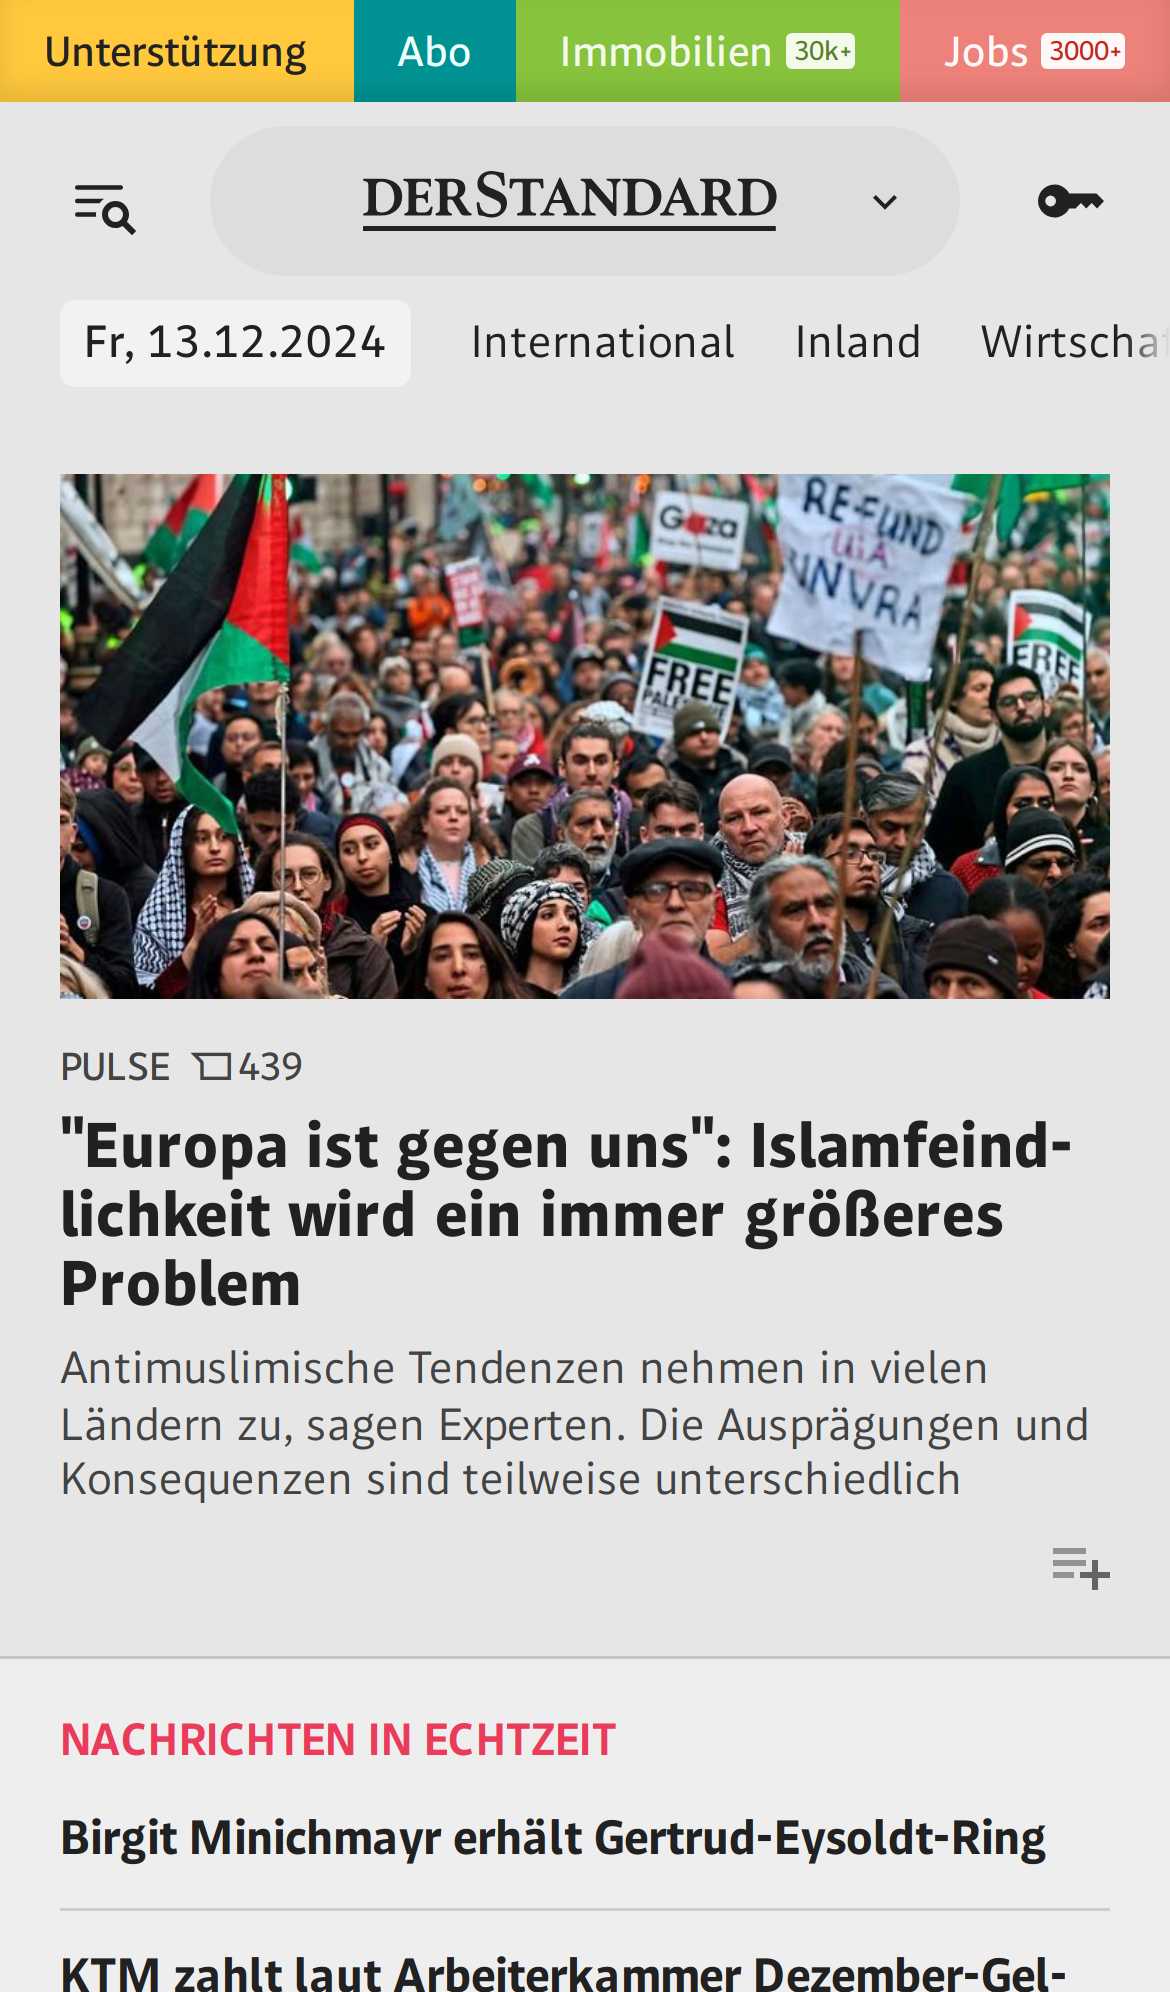 Unterstützung
Abo
Immobilien 30k+
Jobs 3000+
DERSTANDARD
Fr, 13.12.2024
International
Inland
Wirtscha
Gaza
REFUND
UNVRA
FREE
PALESTINE
FREE
PULSE 439
"Europa ist gegen uns": Islamfeind-
lichkeit wird ein immer größeres
Problem
Antimuslimische Tendenzen nehmen in vielen
Ländern zu, sagen Experten. Die Ausprägungen und
Konsequenzen sind teilweise unterschiedlich
NACHRICHTEN IN ECHTZEIT
Birgit Minichmayr erhält Gertrud-Eysoldt-Ring
KTM zahlt laut Arbeiterkammer Dezember-Gel-